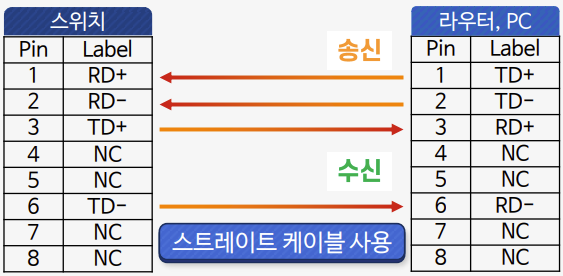 스위치
Pin Label
1 RD+
2 RD-
3 TD+
4 NC
5 NC
6 TD-
7 NC
8 NC
송신
수신
스트레이트 케이블 사용
라우터, PC
Pin Label
1 TD+
2 TD-
3 RD+
4 NC
5 NC
6 RD-
7 NC
8 NC